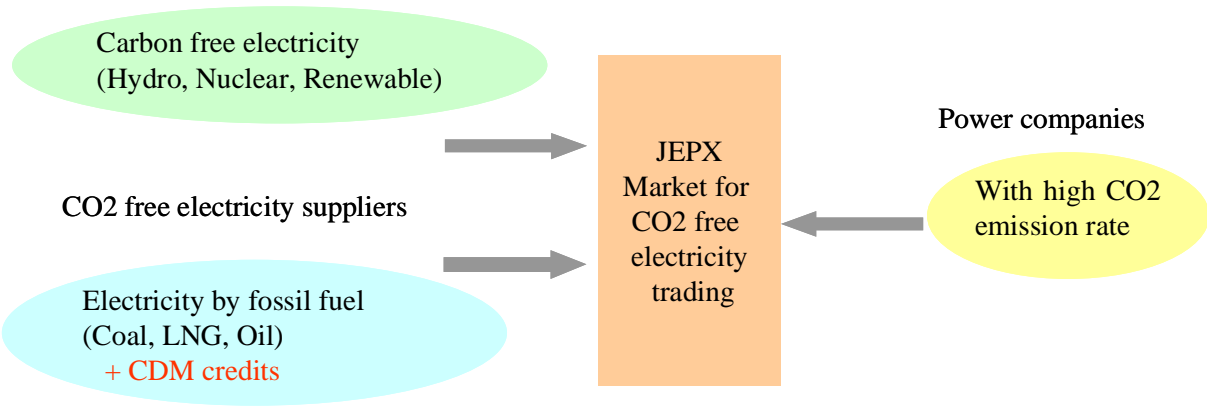 Carbon free electricity
(Hydro, Nuclear, Renewable)
CO2 free electricity suppliers
Electricity by fossil fuel
(Coal, LNG, Oil)
+ CDM credits
JEPX
Market for
CO2 free
electricity
trading
Power companies
With high CO2
emission rate